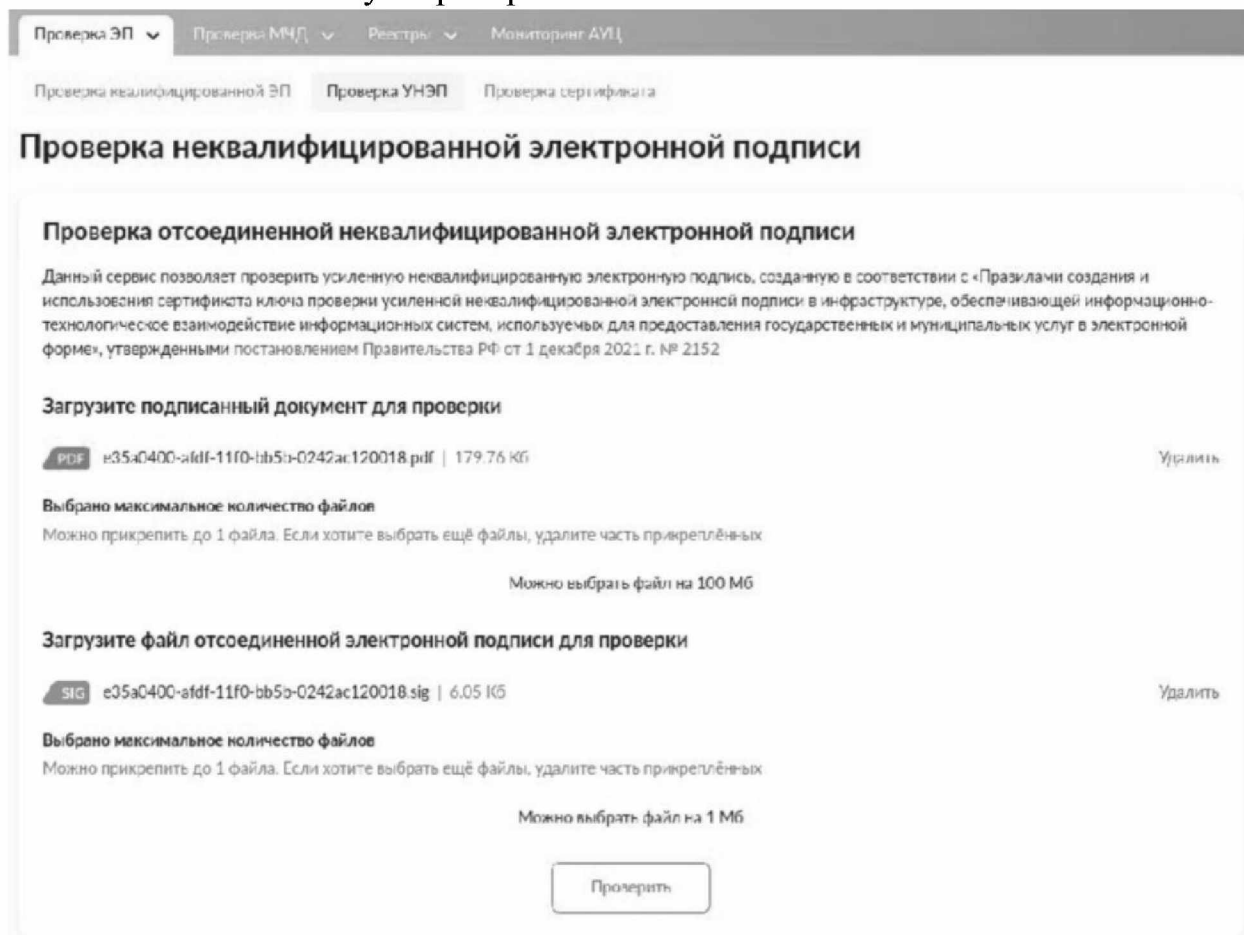 Проверка ЭП
Проверка МЧД
Реестры
Мониторинг АУЦ
Проверка квалифицированной ЭП
Проверка УНЭП
Проверка сертификата
Проверка неквалифицированной электронной подписи
Проверка отсоединенной неквалифицированной электронной подписи
Данный сервис позволяет проверить усиленную неквалифицированную электронную подпись, созданную в соответствии с «Правилами создания и
использования сертификата ключа проверки усиленной неквалифицированной электронной подписи в инфраструктуре, обеспечивающей информационно-
технологическое взаимодействие информационных систем, используемых для предоставления государственных и муниципальных услуг в электронной
форме», утвержденными постановлением Правительства РФ от 1 декабря 2021 г. № 2152
Загрузите подписанный документ для проверки
PDF e35a0400-afdf-11f0-bb5b-0242ac120018.pdf | 179.76 Кб
Удалить
Выбрано максимальное количество файлов
Можно прикрепить до 1 файла. Если хотите выбрать ещё файлы, удалите часть прикреплённых
Можно выбрать файл на 100 Мб
Загрузите файл отсоединенной электронной подписи для проверки
SIG e35a0400-afdf-11f0-bb5b-0242ac120018.sig | 6.05 Кб
Удалить
Выбрано максимальное количество файлов
Можно прикрепить до 1 файла. Если хотите выбрать ещё файлы, удалите часть прикреплённых
Можно выбрать файл на 1 Мб
Проверить